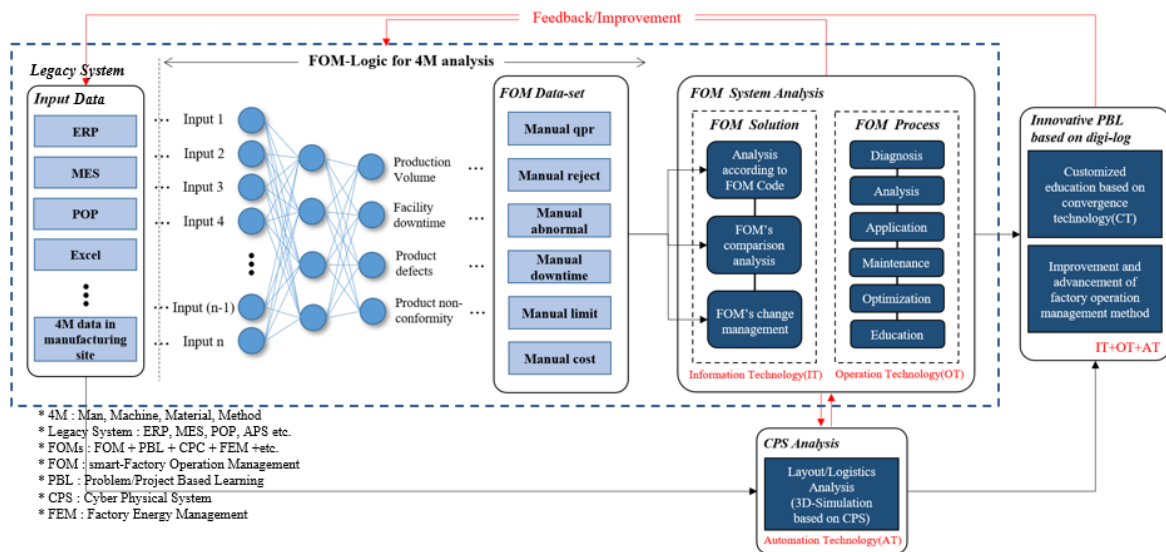 Feedback/Improvement
Legacy System
FOM-Logic for 4M analysis
Input Data
ERP
MES
POP
Excel
4M data in
manufacturing
site
... Input 1
... Input 2
... Input 3
... Input 4
... Input (n-1)
... Input n
Production
Volume
...
Facility
downtime
...
Product
defects
...
Product non-
conformity
...
FOM Data-set
Manual qpr
Manual reject
Manual
abnormal
Manual
downtime
Manual limit
Manual cost
FOM System Analysis
FOM Solution
Analysis
according to
FOM Code
FOM's
comparison
analysis
FOM's change
management
Information Technology(IT)
FOM Process
Diagnosis
Analysis
Application
Maintenance
Optimization
Education
Operation Technology(OT)
Innovative PBL
based on digi-log
Customized
education based on
convergence
technology(CT)
Improvement and
advancement of
factory operation
management method
IT+OT+AT
* 4M : Man, Machine, Material, Method
* Legacy System : ERP, MES, POP, APS etc.
* FOMs : FOM + PBL + CPC + FEM +etc.
* FOM : smart-Factory Operation Management
* PBL : Problem/Project Based Learning
* CPS : Cyber Physical System
* FEM : Factory Energy Management
CPS Analysis
Layout/Logistics
Analysis
(3D-Simulation
based on CPS)
Automation Technology(AT)